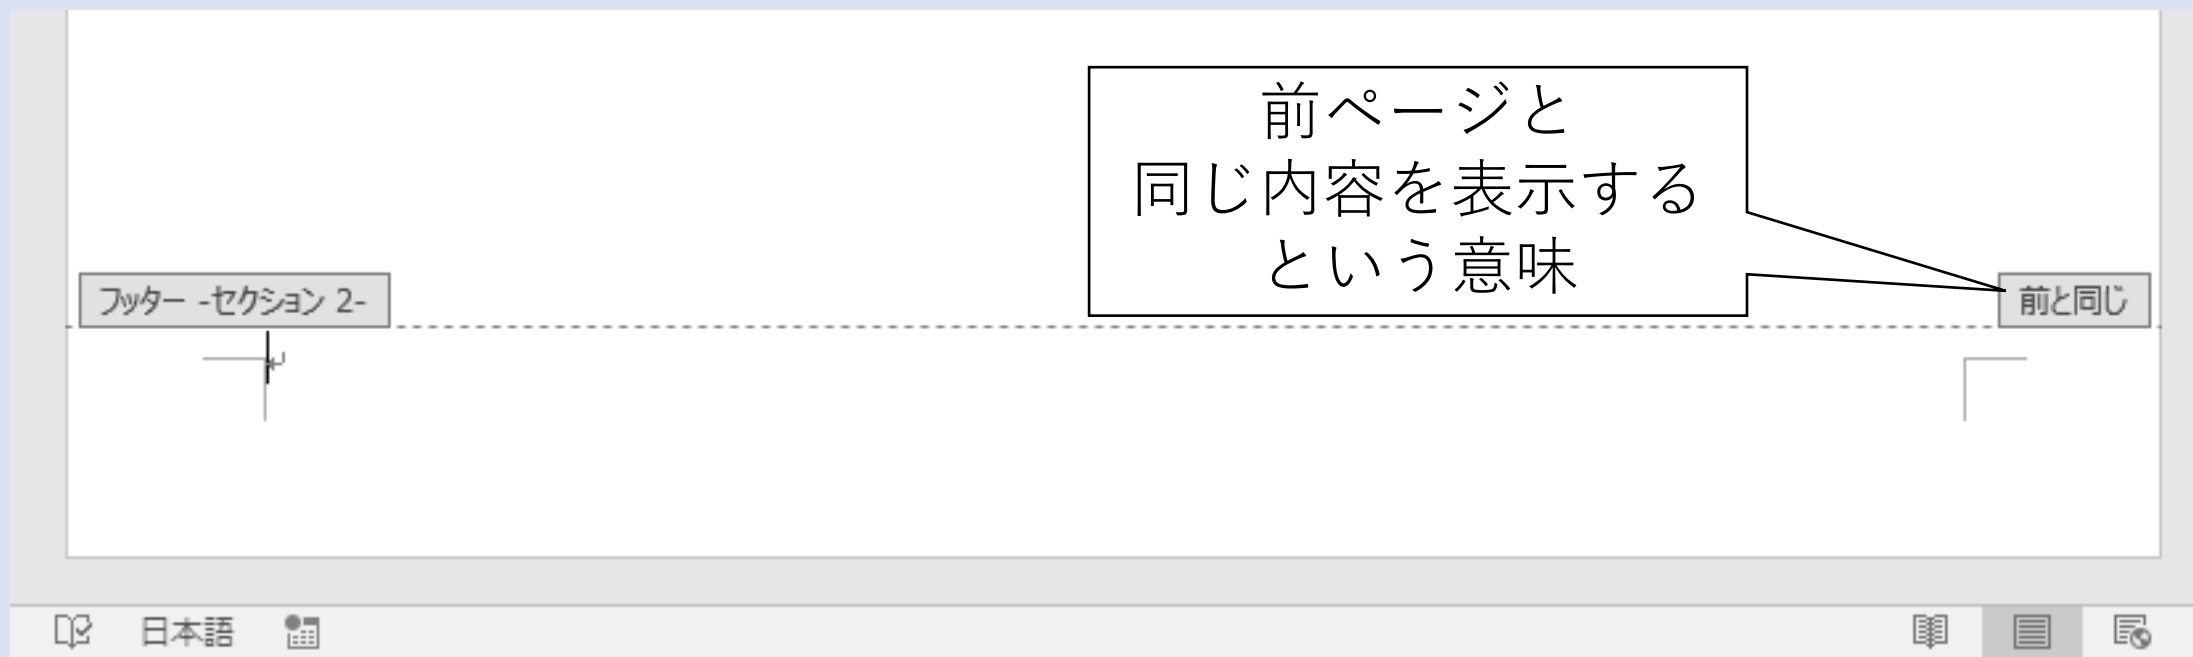 前ページと
同じ内容を表示する
という意味
フッター -セクション 2-
前と同じ
日本語